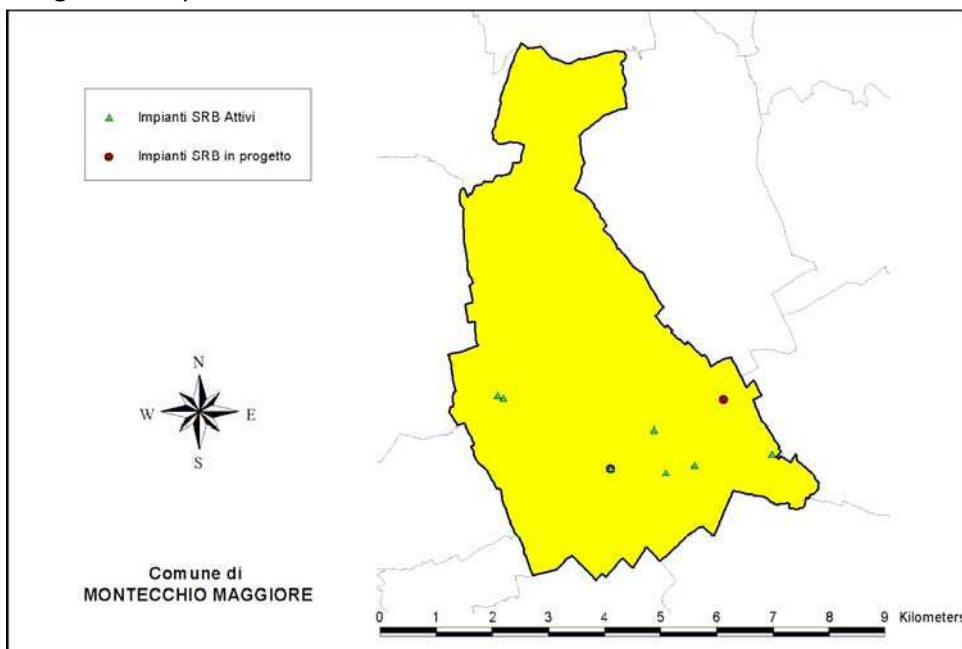 Impianti SRB Attivi
Impianti SRB in progetto
N
W E
S
Comune di
MONTECCHIO MAGGIORE
0 1 2 3 4 5 6 7 8 9 Kilometers